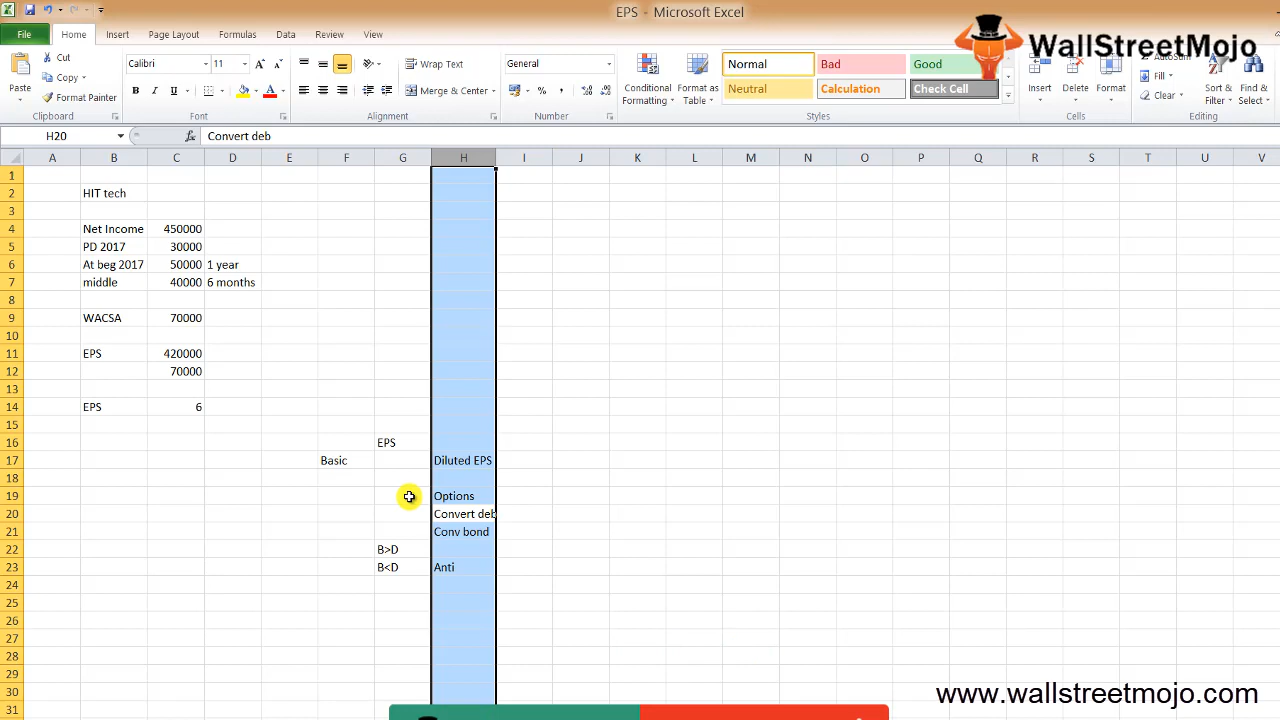 EPS - Microsoft Excel
File Home Insert Page Layout Formulas Data Review View
WallStreetMojo
Paste Cut Copy Format Painter Clipboard
Calibri 11 B I U A A A Font
Wrap Text Merge & Center Alignment
General $ % , Number
Conditional Formatting Format as Table
Normal Bad Good
Neutral Calculation Check Cell
Styles
Insert Delete Format Cells
AutoSum Fill Clear Sort & Filter Find & Select Editing
H20 fx Convert deb
A B C D E F G H I J K L M N O P Q R S T U V
1
2 HIT tech
3
4 Net Income 450000
5 PD 2017 30000
6 At beg 2017 50000 1 year
7 middle 40000 6 months
8
9 WACSA 70000
10
11 EPS 420000
12 70000
13
14 EPS 6
15
16 EPS
17 Basic Diluted EPS
18
19 Options
20 Convert deb
21 Conv bond
22 B>D
23 B<D Anti
24
25
26
27
28
29
30
31
www.wallstreetmojo.com